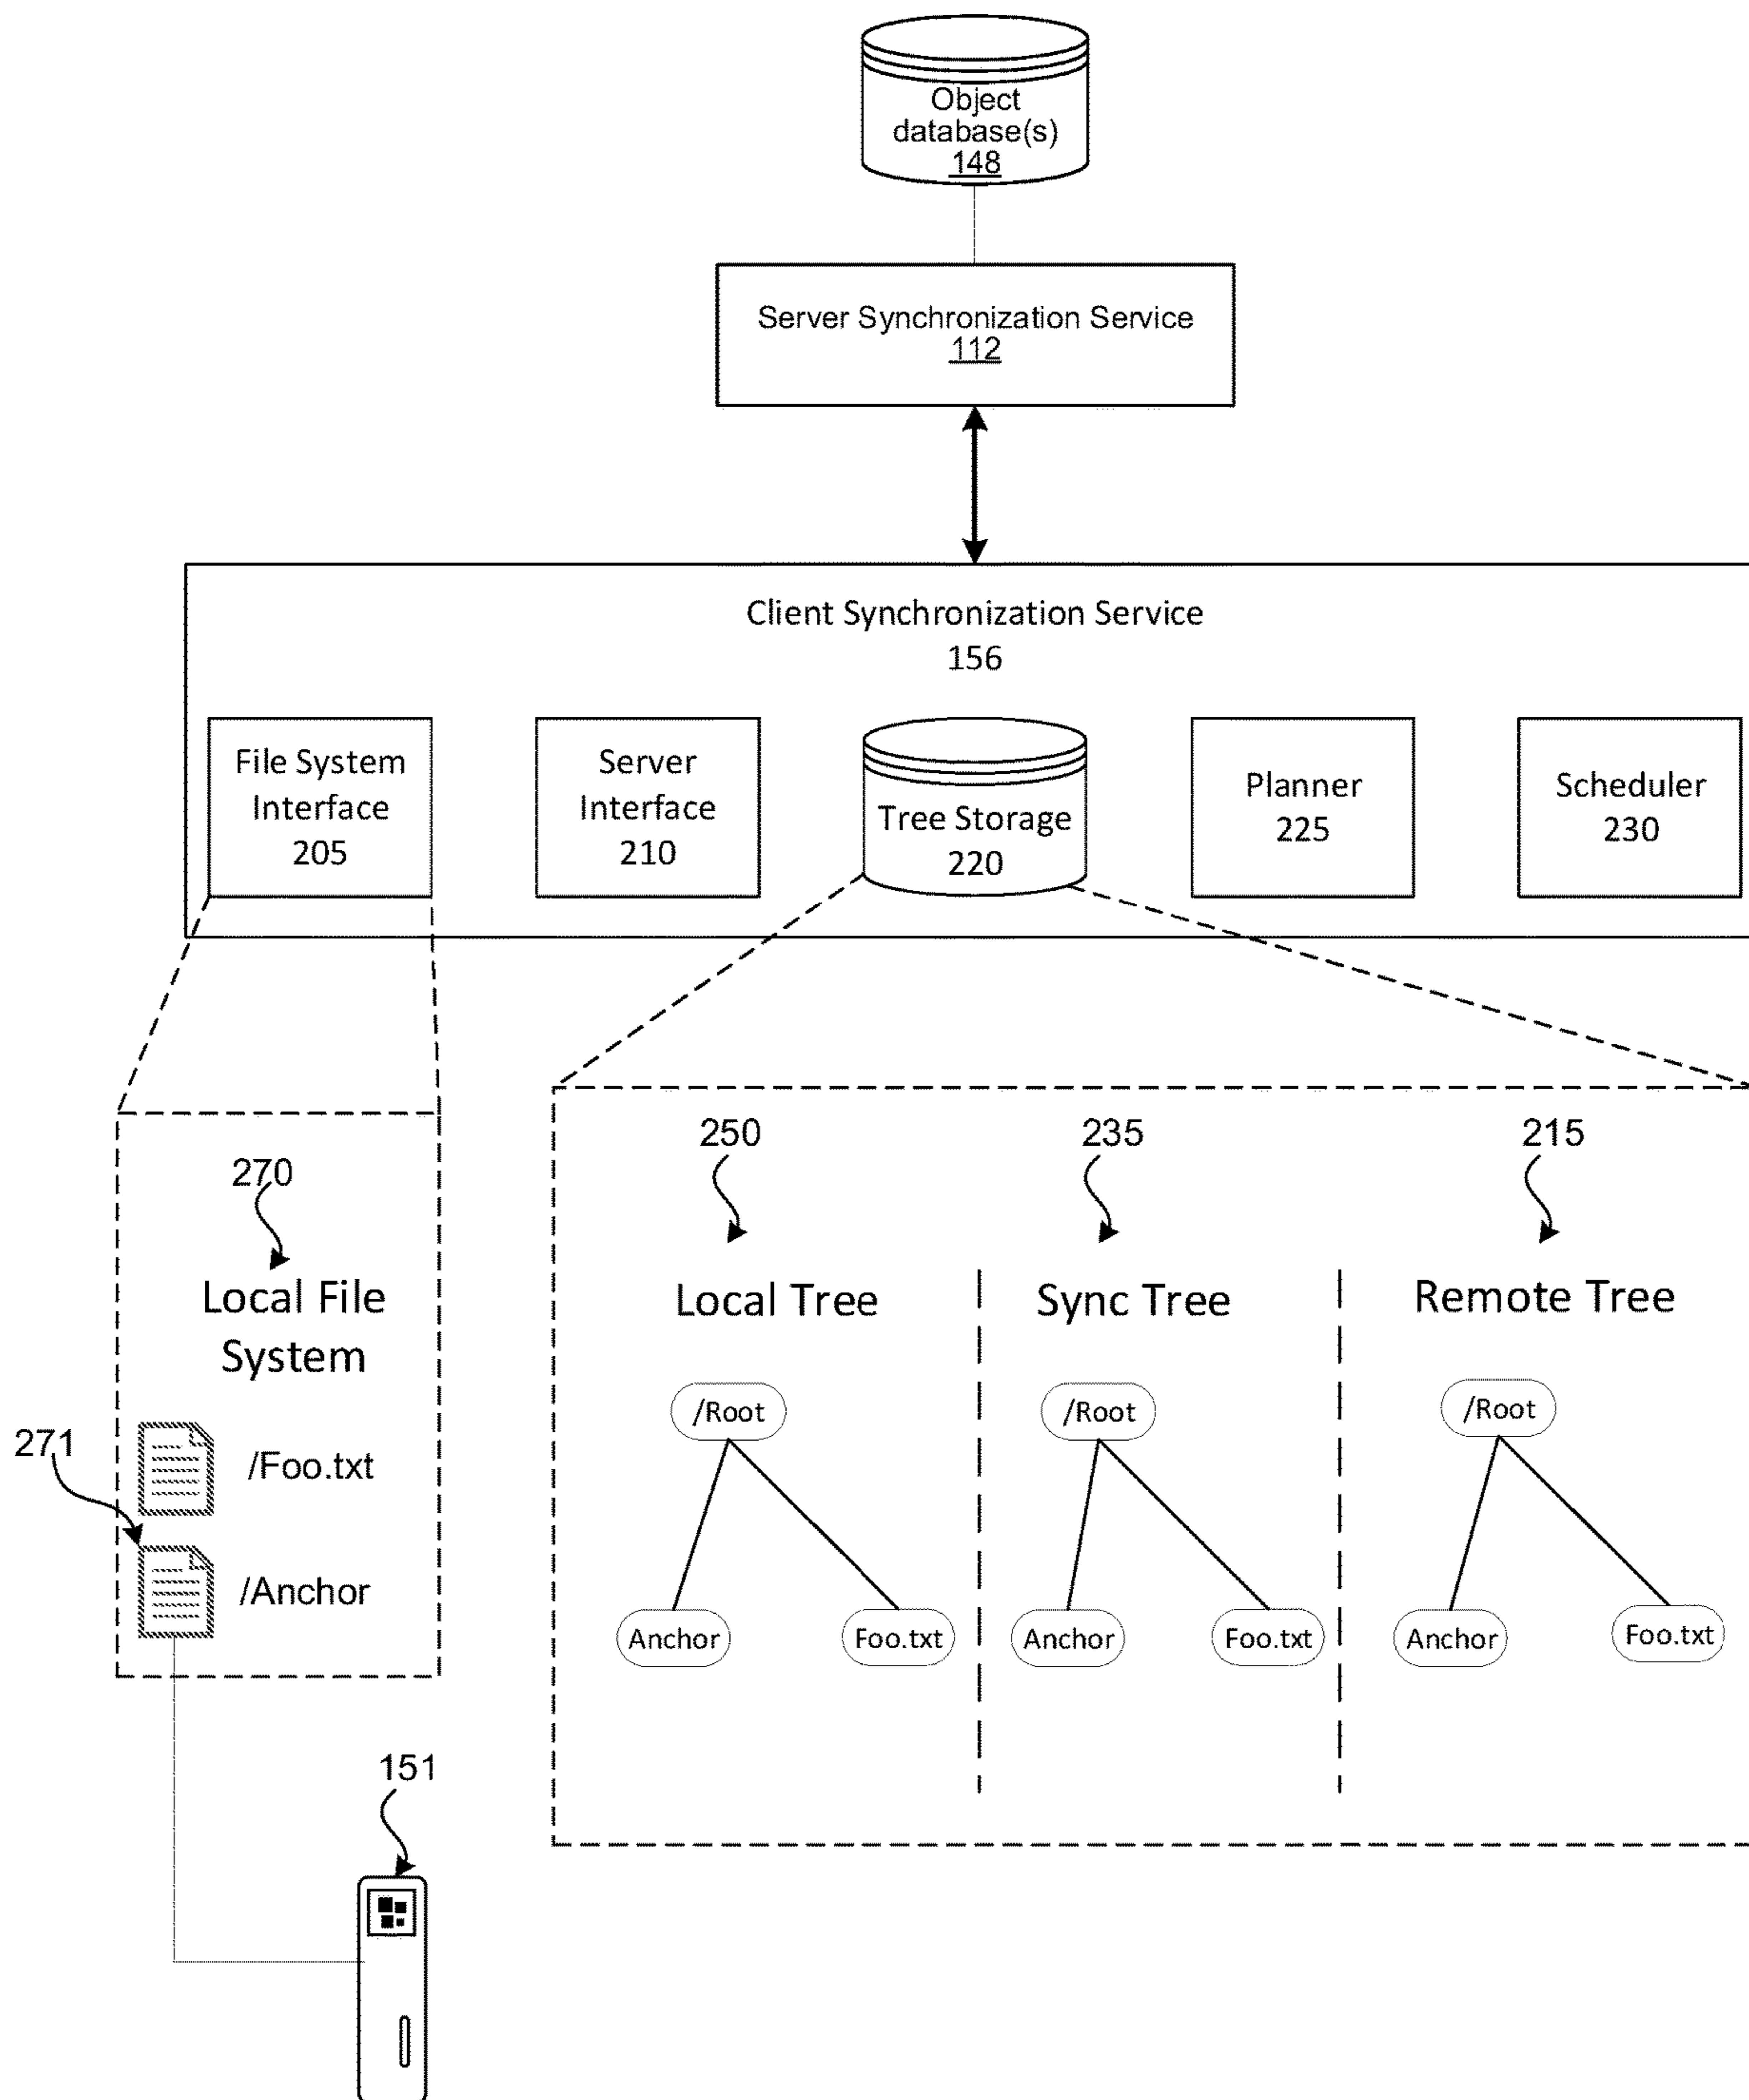 Object
database(s)
148
Server Synchronization Service
112
Client Synchronization Service
156
File System
Interface
205
Server
Interface
210
Tree Storage
220
Planner
225
Scheduler
230
270
Local File
System
271
/Foo.txt
/Anchor
151
250
235
215
Local Tree
Sync Tree
Remote Tree
/Root
/Root
/Root
Anchor
Foo.txt
Anchor
Foo.txt
Anchor
Foo.txt